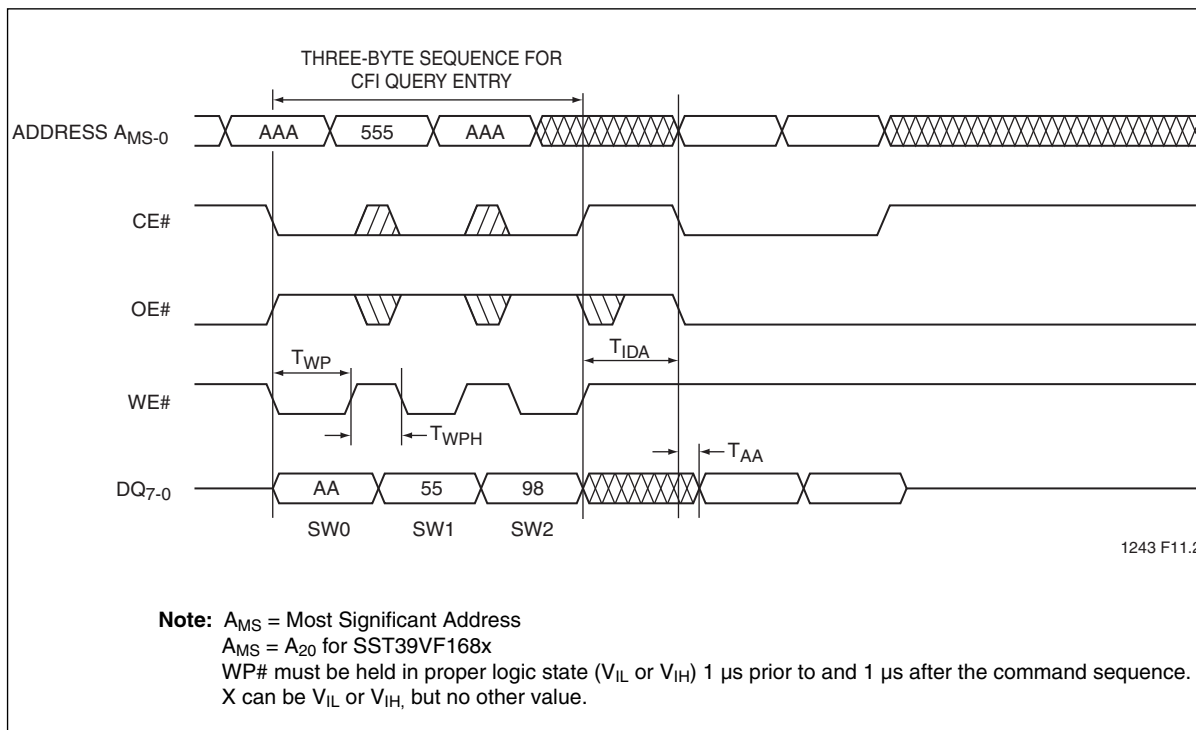 THREE-BYTE SEQUENCE FOR
CFI QUERY ENTRY
ADDRESS AMS-0
AAA 555 AAA
CE#
OE#
TWP
TIDA
WE#
TWPH
TAA
DQ7-0
AA 55 98
SW0 SW1 SW2
1243 F11.2
Note: AMS = Most Significant Address
AMS = A20 for SST39VF168x
WP# must be held in proper logic state (VIL or VIH) 1 µs prior to and 1 µs after the command sequence.
X can be VIL or VIH, but no other value.